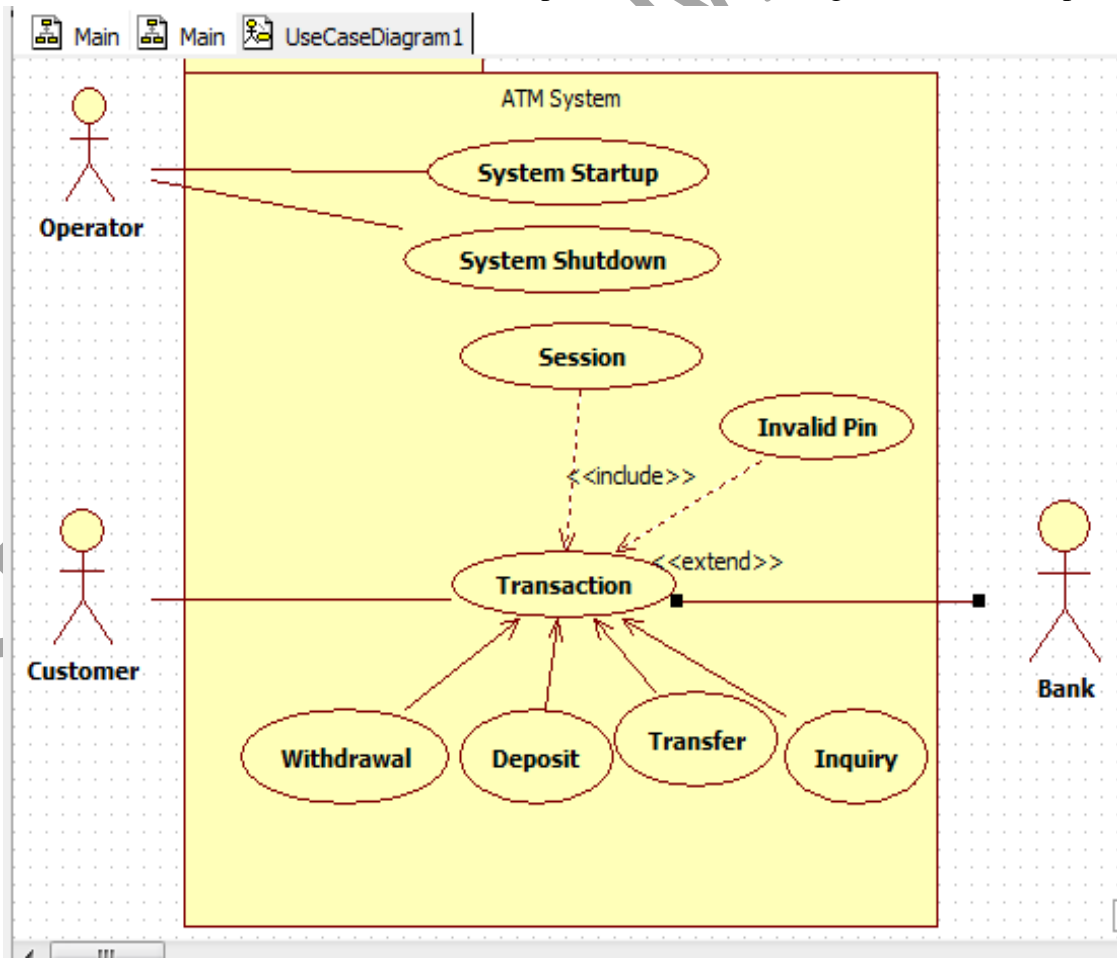 Main Main UseCaseDiagram1
ATM System
System Startup
Operator
System Shutdown
Session
Invalid Pin
<<include>>
<<extend>>
Transaction
Customer
Bank
Withdrawal Deposit Transfer Inquiry